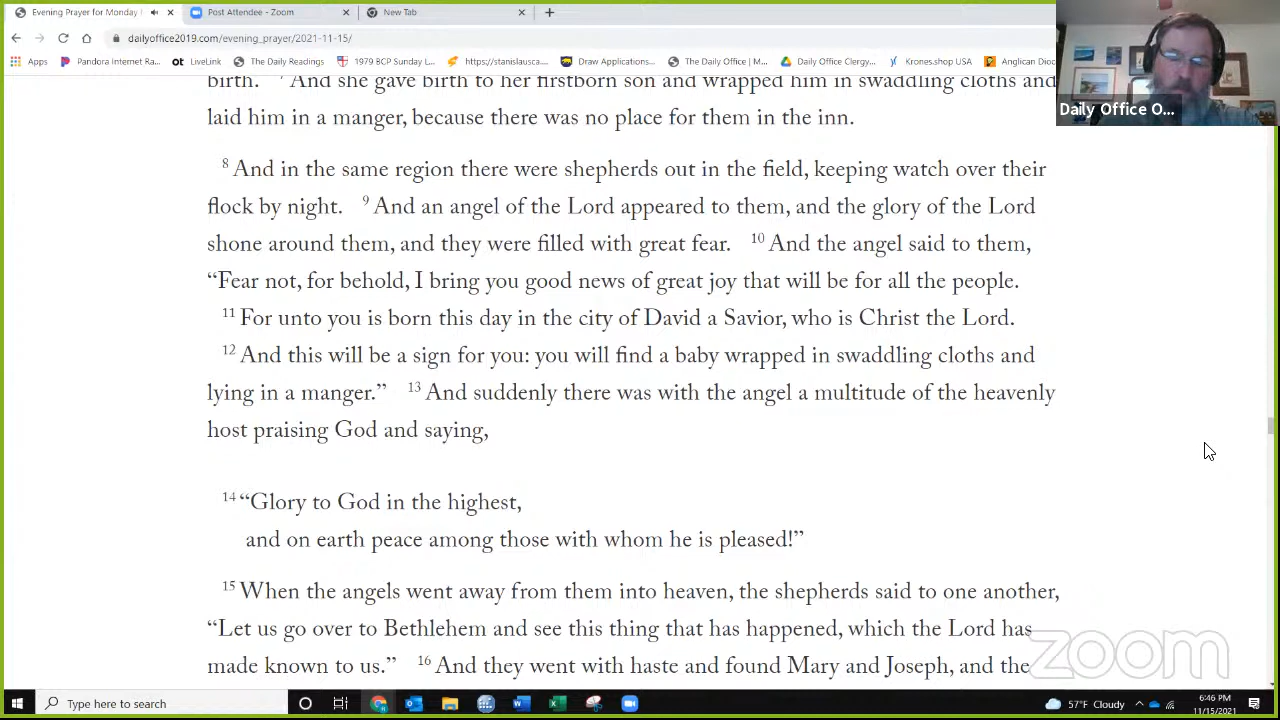 Evening Prayer for Monday
Post Attendee - Zoom
New Tab
dailyoffice2019.com/evening_prayer/2021-11-15/
Apps
Pandora Internet Ra...
ot LiveLink
The Daily Readings
1979 BCP Sunday L...
https://stanislausca....
Draw Applications...
The Daily Office | M...
Daily Office Clergy...
Krones.shop USA
Anglican Dioc
Daily Office O...
birth. 7 And she gave birth to her firstborn son and wrapped him in swaddling cloths and
laid him in a manger, because there was no place for them in the inn.
8 And in the same region there were shepherds out in the field, keeping watch over their
flock by night. 9 And an angel of the Lord appeared to them, and the glory of the Lord
shone around them, and they were filled with great fear. 10 And the angel said to them,
“Fear not, for behold, I bring you good news of great joy that will be for all the people.
11 For unto you is born this day in the city of David a Savior, who is Christ the Lord.
12 And this will be a sign for you: you will find a baby wrapped in swaddling cloths and
lying in a manger.” 13 And suddenly there was with the angel a multitude of the heavenly
host praising God and saying,
14 “Glory to God in the highest,
and on earth peace among those with whom he is pleased!”
15 When the angels went away from them into heaven, the shepherds said to one another,
“Let us go over to Bethlehem and see this thing that has happened, which the Lord has
made known to us.” 16 And they went with haste and found Mary and Joseph, and the
zoom
Type here to search
57°F Cloudy
6:46 PM
11/15/2021